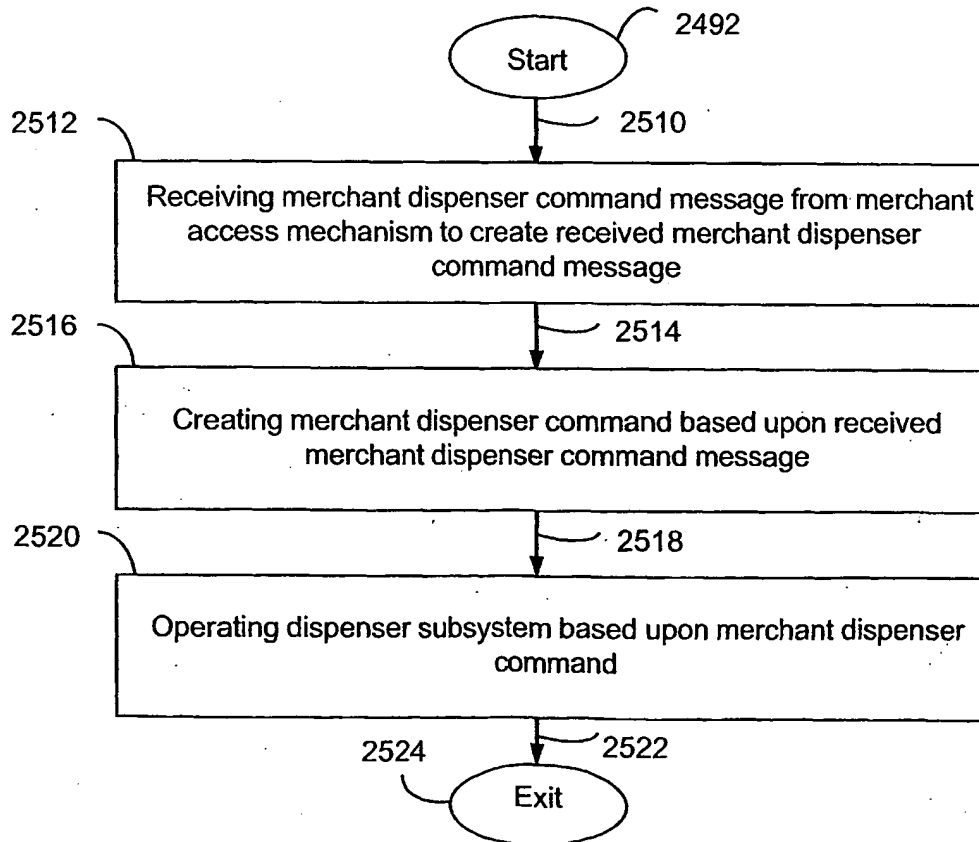 2492
Start
2510
2512
Receiving merchant dispenser command message from merchant
access mechanism to create received merchant dispenser
command message
2514
2516
Creating merchant dispenser command based upon received
merchant dispenser command message
2518
2520
Operating dispenser subsystem based upon merchant dispenser
command
2522
2524
Exit